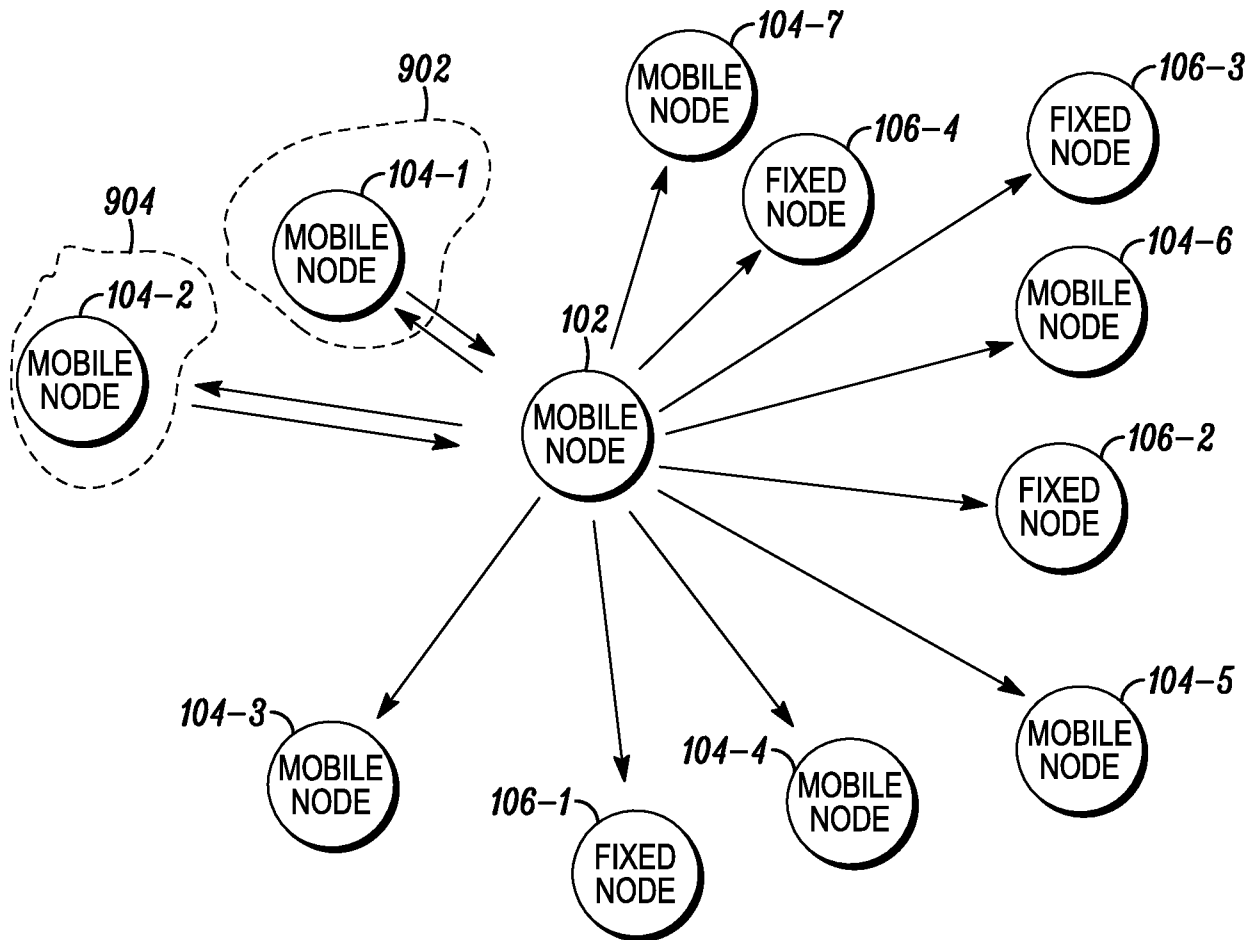 104-7
MOBILE
NODE
902
106-3
FIXED
NODE
106-4
FIXED
NODE
104-1
MOBILE
NODE
904
104-6
MOBILE
NODE
104-2
MOBILE
NODE
102
MOBILE
NODE
106-2
FIXED
NODE
104-5
MOBILE
NODE
104-3
MOBILE
NODE
104-4
MOBILE
NODE
106-1
FIXED
NODE